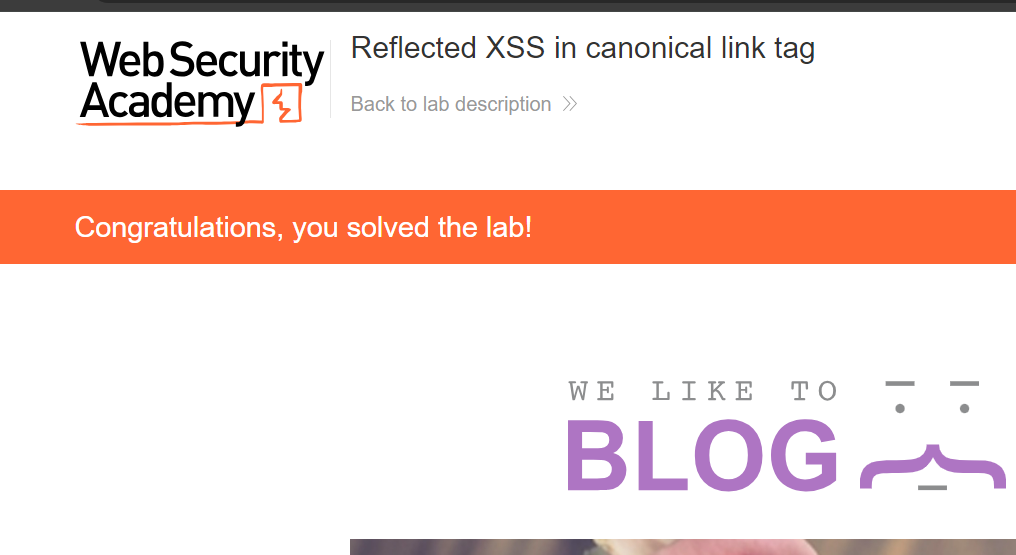 Web Security
Academy
Reflected XSS in canonical link tag
Back to lab description
Congratulations, you solved the lab!
WE LIKE TO
BLOG